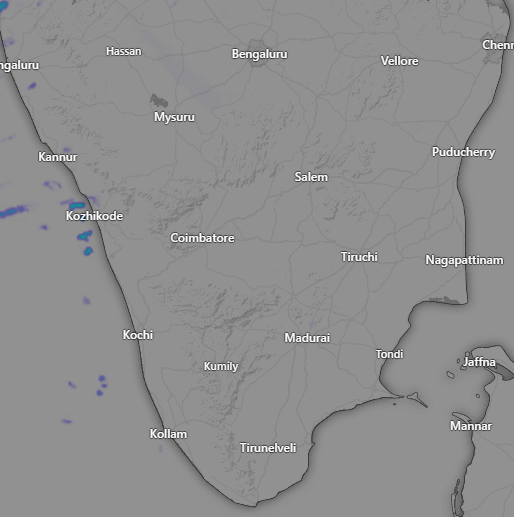 Hassan
Bengaluru
Chenn
Vellore
ngaluru
Mysuru
Kannur
Puducherry
Salem
Kozhikode
Coimbatore
Tiruchi
Nagapattinam
Kochi
Madurai
Tondi
Kumily
Jaffna
Mannar
Kollam
Tirunelveli